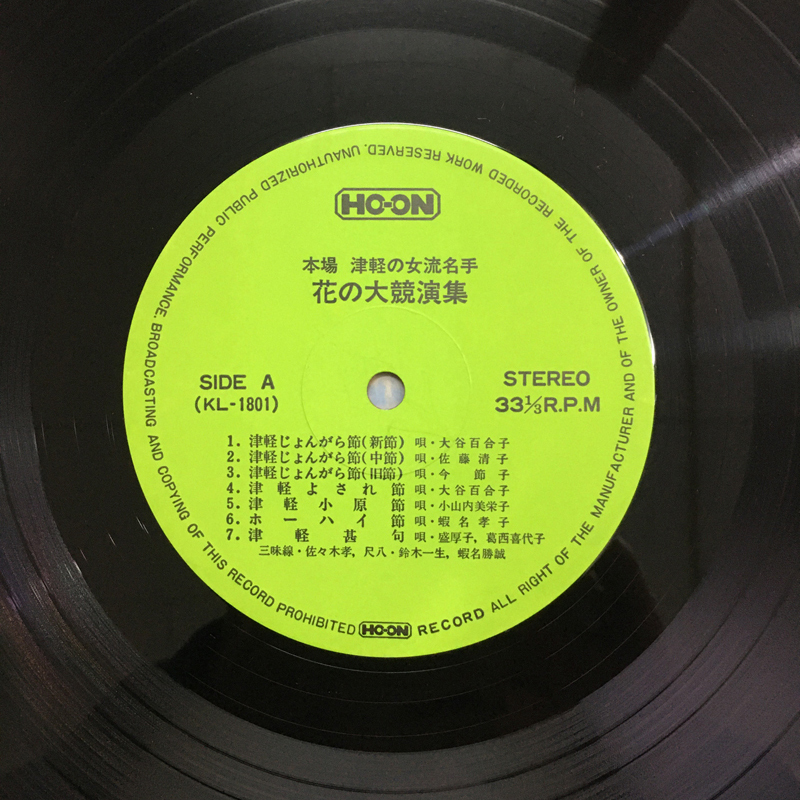 HO-ON
本場 津軽の女流名手
花の大競演集
SIDE A
(KL-1801)
STEREO
33⅓R.P.M
1. 津軽じょんがら節(新節) 唄・大谷百合子
2. 津軽じょんがら節(中節) 唄・佐藤清子
3. 津軽じょんがら節(旧節) 唄・今節子
4. 津軽よされ節 唄・大谷百合子
5. 津軽小原節 唄・小山内美栄子
6. ホーハイ節 唄・蝦名孝子
7. 津軽甚句 唄・盛厚子, 葛西喜代子
三味線・佐々木孝, 尺八・鈴木一生, 蝦名勝誠
HO-ON RECORD ALL RIGHT OF THE MANUFACTURER AND OF THE OWNER OF THE RECORDED WORK RESERVED. UNAUTHORIZED PUBLIC PERFORMANCE. BROADCASTING AND COPYING OF THIS RECORD PROHIBITED